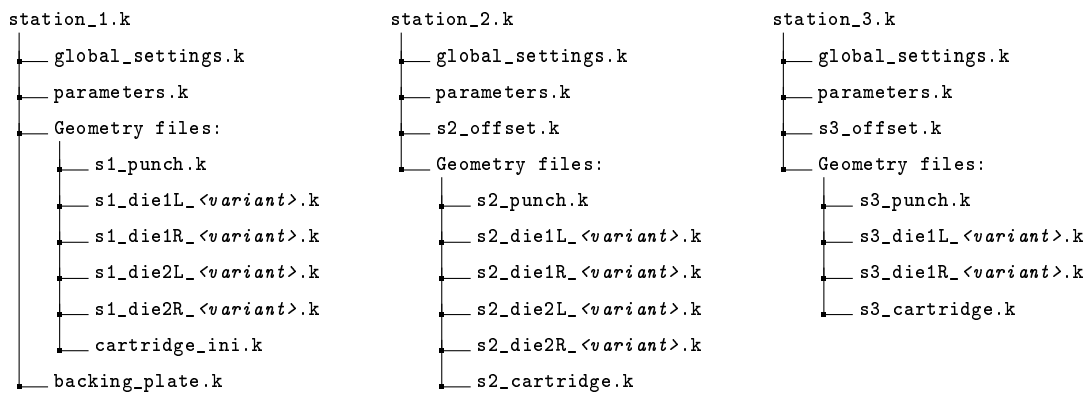 station_1.k
global_settings.k
parameters.k
Geometry files:
s1_punch.k
s1_die1L_<variant>.k
s1_die1R_<variant>.k
s1_die2L_<variant>.k
s1_die2R_<variant>.k
cartridge_ini.k
backing_plate.k
station_2.k
global_settings.k
parameters.k
s2_offset.k
Geometry files:
s2_punch.k
s2_die1L_<variant>.k
s2_die1R_<variant>.k
s2_die2L_<variant>.k
s2_die2R_<variant>.k
s2_cartridge.k
station_3.k
global_settings.k
parameters.k
s3_offset.k
Geometry files:
s3_punch.k
s3_die1L_<variant>.k
s3_die1R_<variant>.k
s3_cartridge.k